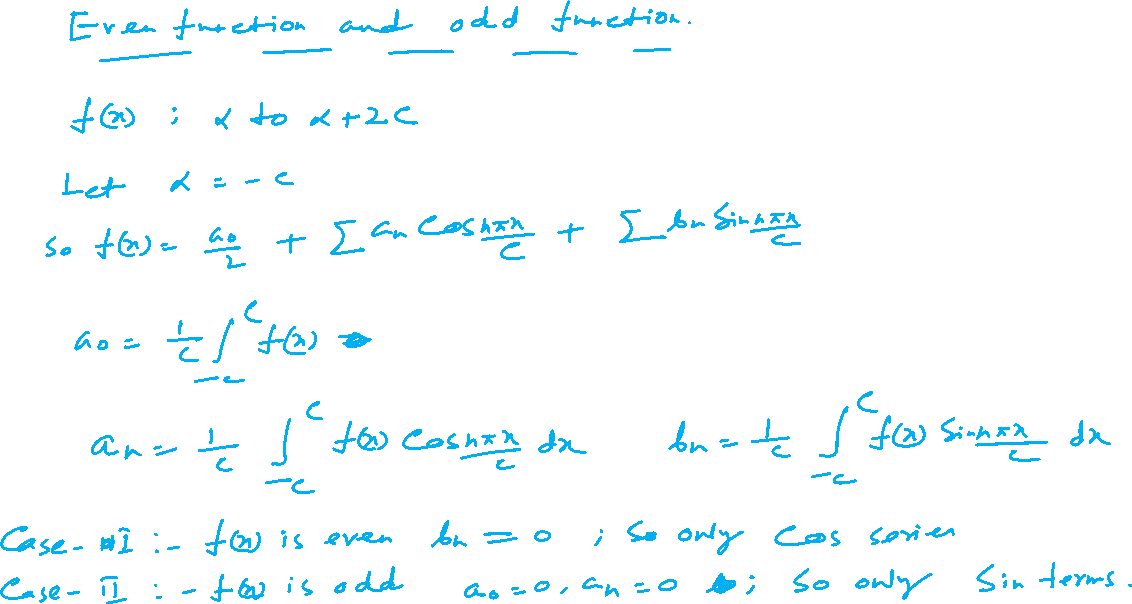 Even function and odd function.
f(x) ; α to α+2c
Let α = -c
So f(x) = a₀/2 + Σ aₙ Cos nπx/c + Σ bₙ Sin nπx/c
a₀ = 1/c ∫_{-c}^{c} f(x)
aₙ = 1/c ∫_{-c}^{c} f(x) Cos nπx/c dx bₙ = 1/c ∫_{-c}^{c} f(x) Sin nπx/c dx
Case-I :- f(x) is even bₙ = 0 ; So only Cos series
Case-II :- f(x) is odd a₀=0, aₙ=0 ; So only Sin terms.